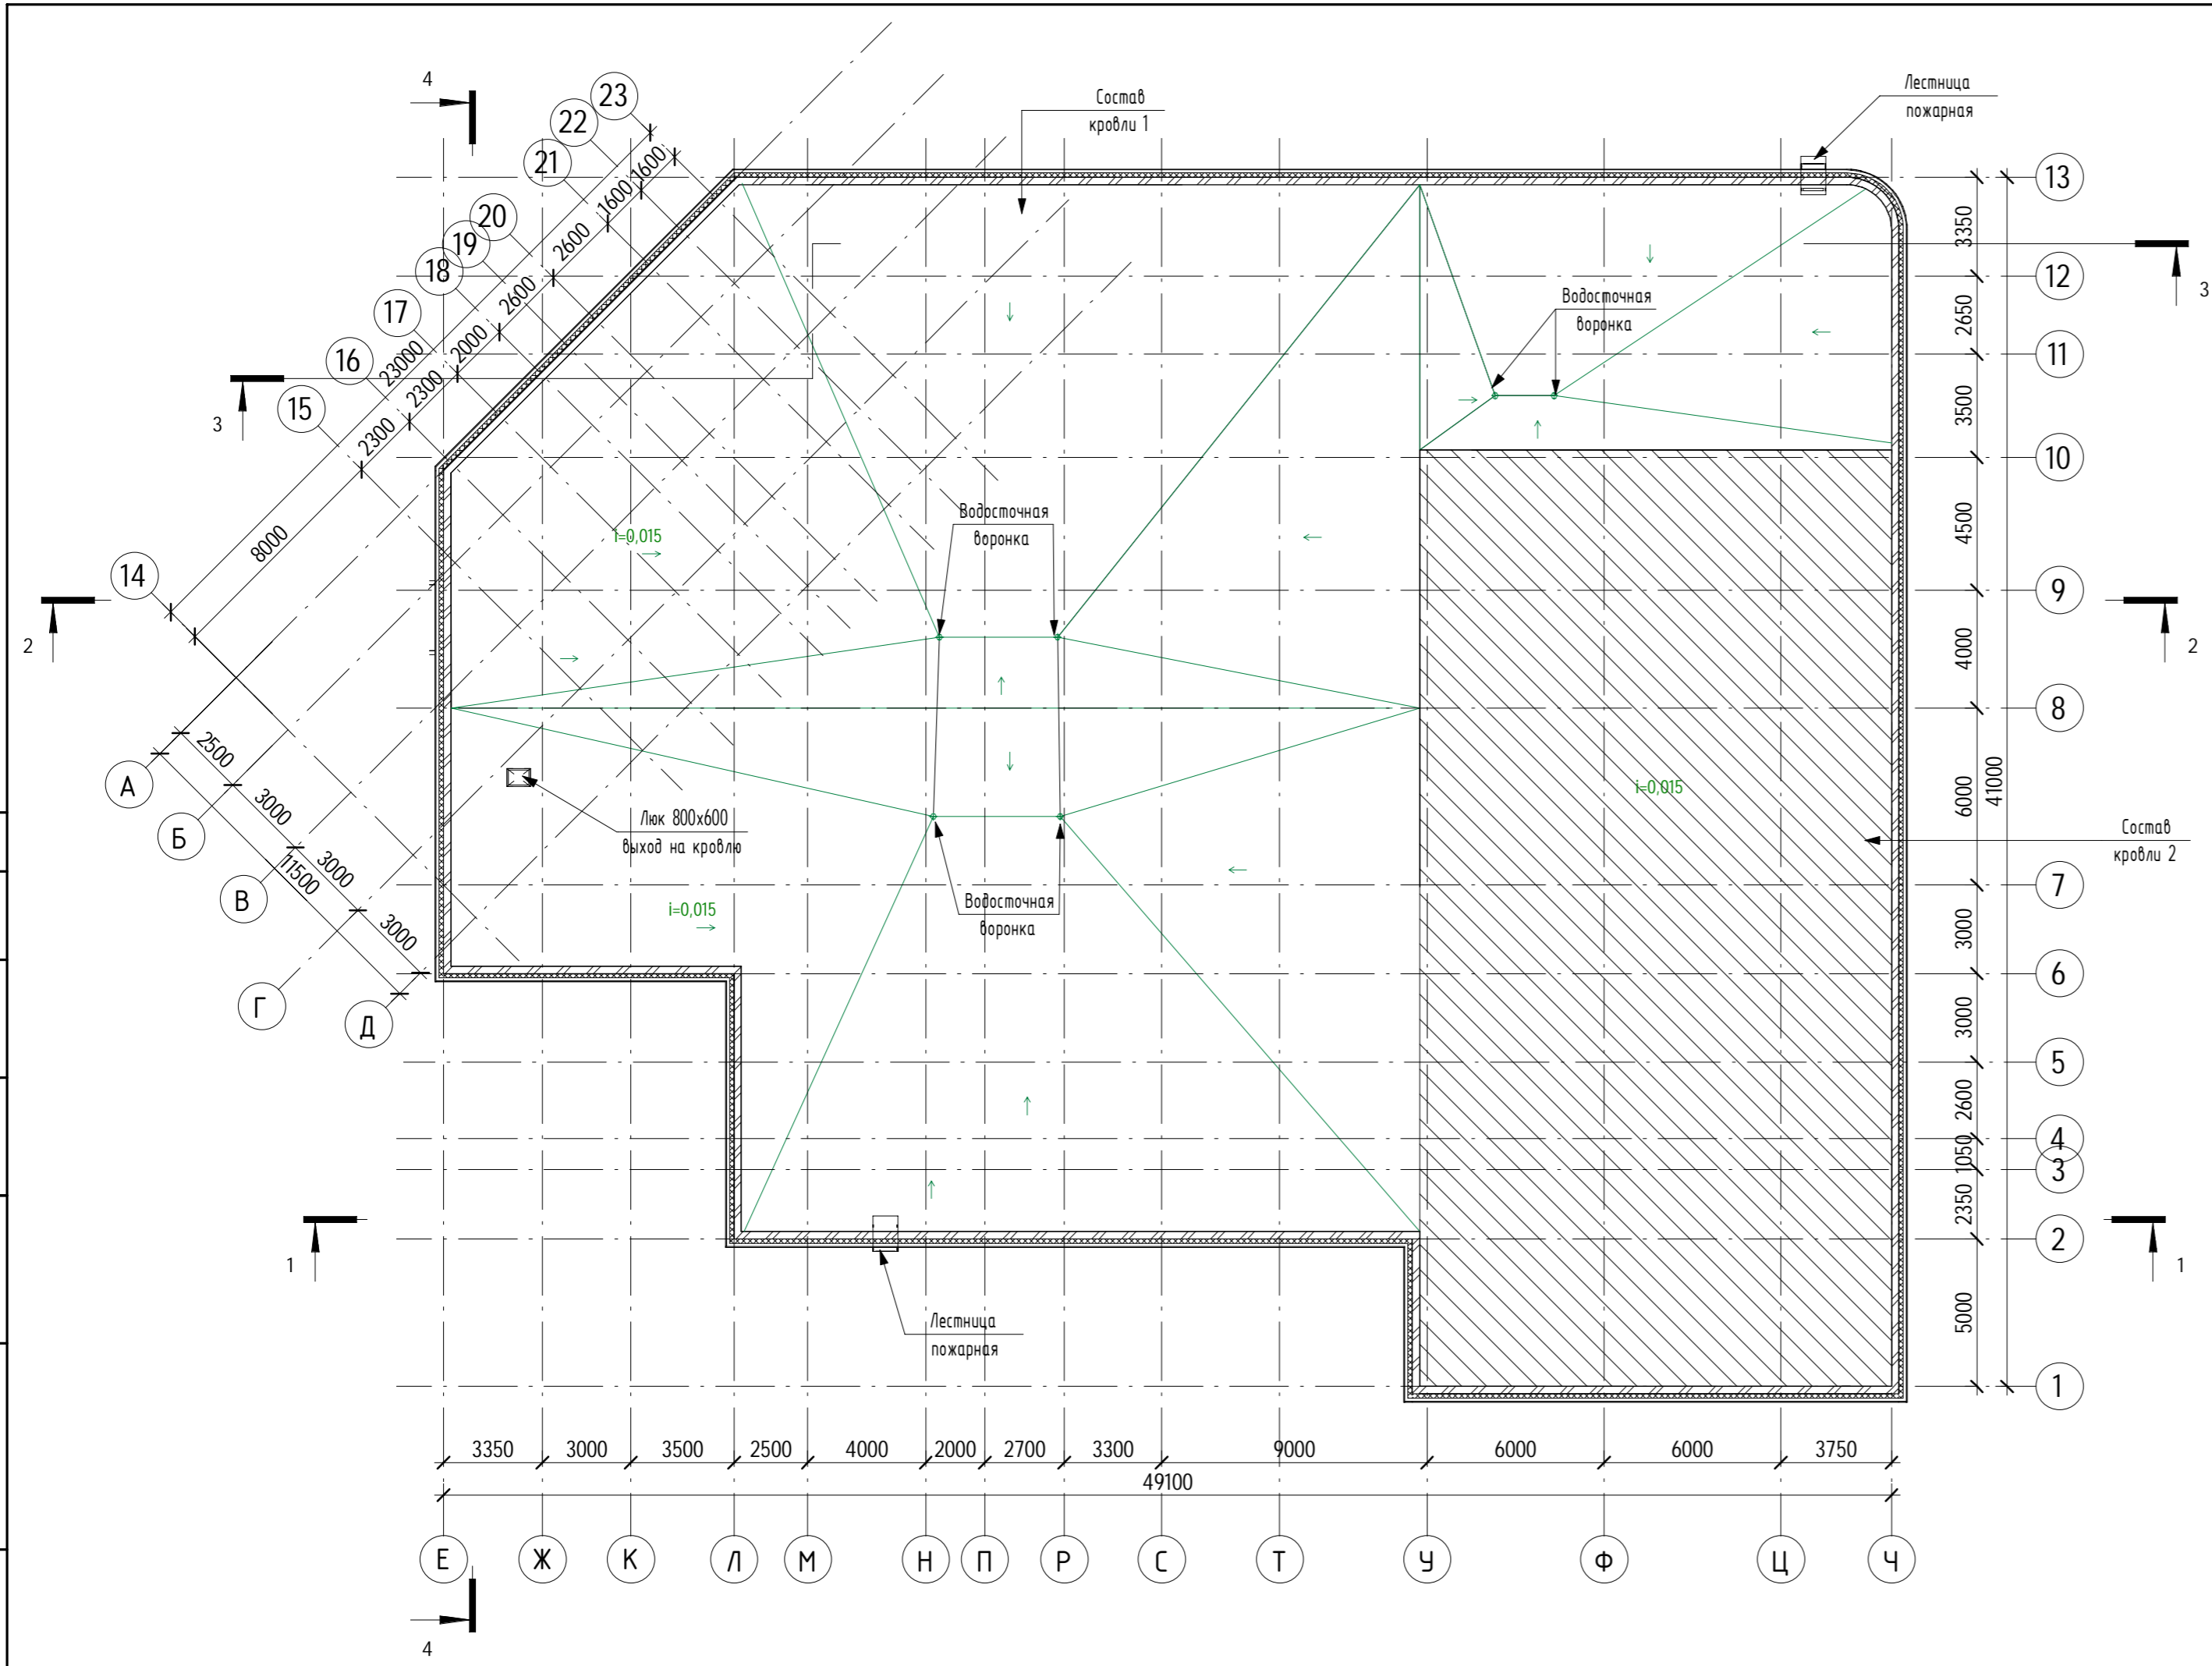 4
23
22
21
20
19
18
17
16
15
14
1600
1600
2600
2600
2000
2300
2300
23000
8000
Состав
кровли 1
Лестница
пожарная
13
12
11
10
9
8
7
6
5
4
3
2
1
3350
2650
3500
4500
4000
6000
3000
3000
2600
1050
2350
5000
41000
3
3
2
2
Водосточная
воронка
Водосточная
воронка
i=0,015
i=0,015
i=0,015
Люк 800х600
выход на кровлю
Водосточная
воронка
Состав
кровли 2
А
Б
В
Г
Д
2500
3000
3000
3000
11500
1
1
Лестница
пожарная
3350
3000
3500
2500
4000
2000
2700
3300
9000
6000
6000
3750
49100
Е
Ж
К
Л
М
Н
П
Р
С
Т
У
Ф
Ц
Ч
4